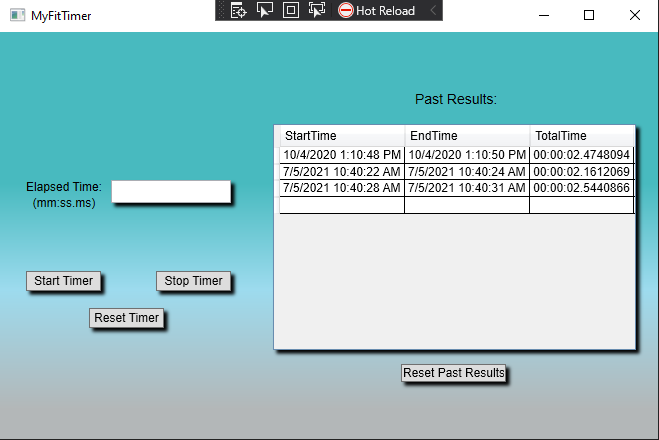 MyFitTimer
Hot Reload
Past Results:
StartTime EndTime TotalTime
10/4/2020 1:10:48 PM 10/4/2020 1:10:50 PM 00:00:02.4748094
7/5/2021 10:40:22 AM 7/5/2021 10:40:24 AM 00:00:02.1612069
7/5/2021 10:40:28 AM 7/5/2021 10:40:31 AM 00:00:02.5440866
Elapsed Time:
(mm:ss.ms)
Start Timer Stop Timer
Reset Timer
Reset Past Results